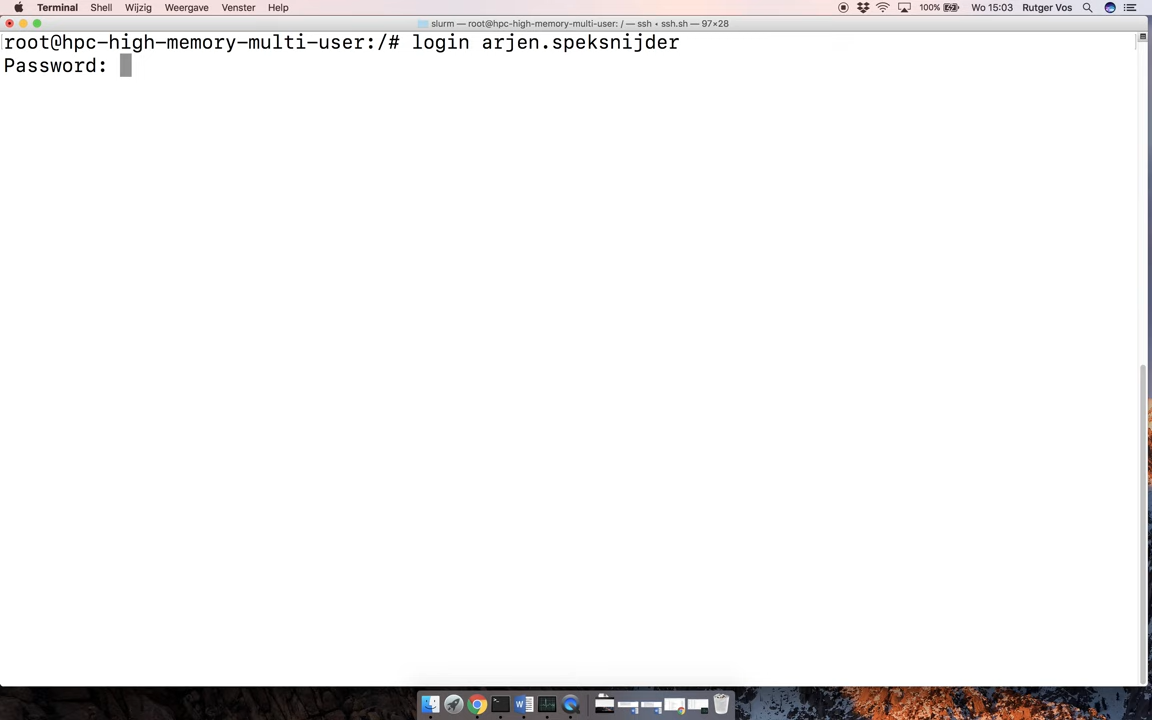 Terminal Shell Wijzig Weergave Venster Help 100% Wo 15:03 Rutger Vos
slurm — root@hpc-high-memory-multi-user: / — ssh • ssh.sh — 97×28
root@hpc-high-memory-multi-user:/# login arjen.speksnijder
Password: